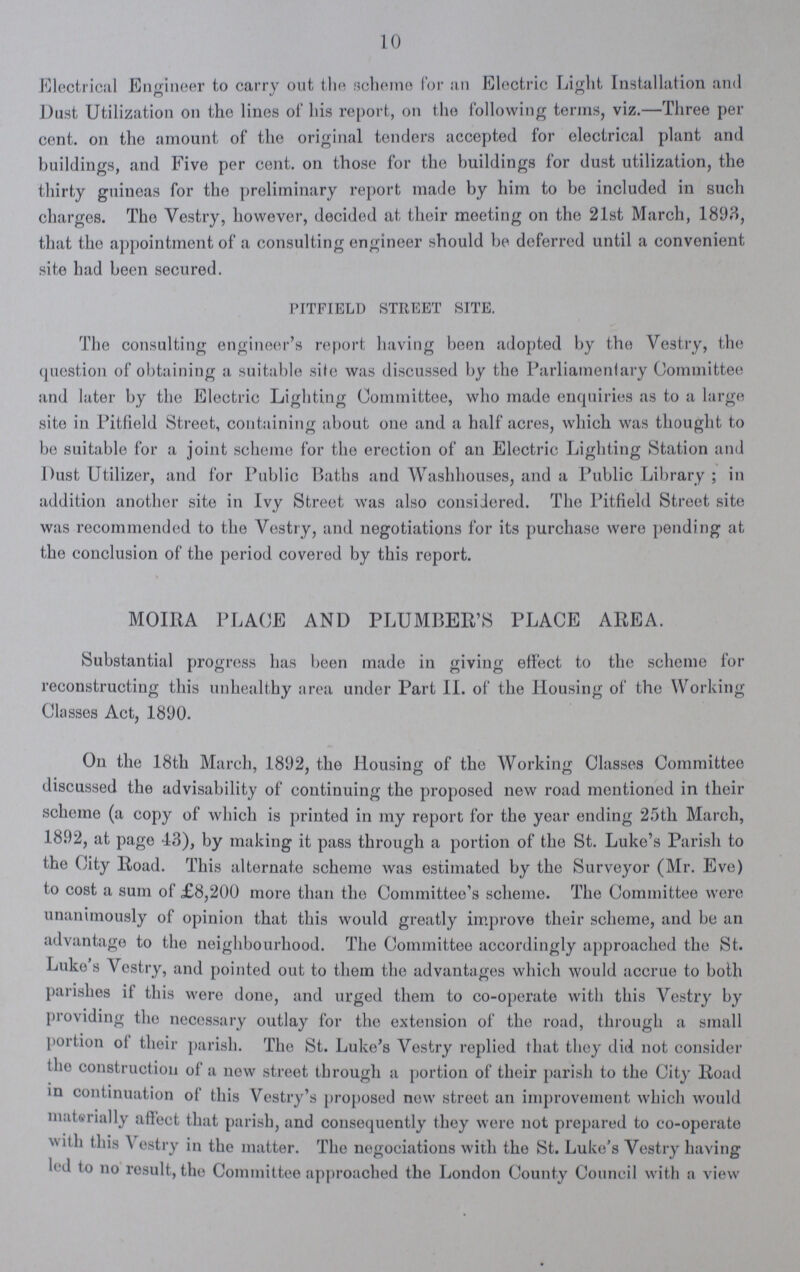 10
Electrical Engineer to carry out the scheme for an Electric Light Installation and
Dust Utilization on the lines of his report, on the following terms, viz.—Three per
cent. on the amount of the original tenders accepted for electrical plant and
buildings, and Five per cent. on those for the buildings for dust utilization, the
thirty guineas for the preliminary report made by him to be included in such
charges. The Vestry, however, decided at their meeting on the 21st March, 1893,
that the appointment of a consulting engineer should be deferred until a convenient
site had been secured.
PITFIELD STREET SITE.
The consulting engineer's report having been adopted by the Vestry, the
question of obtaining a suitable site was discussed by the Parliamentary Committee
and later by the Electric Lighting Committee, who made enquiries as to a large
site in Pitfield Street, containing about one and a half acres, which was thought to
be suitable for a joint scheme for the erection of an Electric Lighting Station and
Dust Utilizer, and for Public Baths and Washhouses, and a Public Library ; in
addition another site in Ivy Street was also considered. The Pitfield Street site
was recommended to the Vestry, and negotiations for its purchase were pending at
the conclusion of the period covered by this report.
MOIRA PLACE AND PLUMBER'S PLACE AREA.
Substantial progress has been made in giving effect to the scheme for
reconstructing this unhealthy area under Part II. of the Housing of the Working
Classes Act, 1890.
On the 18th March, 1892, the Housing of the Working Classes Committee
discussed the advisability of continuing the proposed new road mentioned in their
scheme (a copy of which is printed in my report for the year ending 25th March,
1892, at page 43), by making it pass through a portion of the St. Luke's Parish to
the City Road. This alternate scheme was estimated by the Surveyor (Mr. Eve)
to cost a sum of £8,200 more than the Committee's scheme. The Committee were
unanimously of opinion that this would greatly improve their scheme, and be an
advantage to the neighbourhood. The Committee accordingly approached the St.
Luke's Vestry, and pointed out to them the advantages which would accrue to both
parishes if this were done, and urged them to co-operate with this Vestry by
providing the necessary outlay for the extension of the road, through a small
portion of their parish. The St. Luke's Vestry replied that they did not consider
the construction of a new street through a portion of their parish to the City Road
in continuation of this Vestry's proposed new street an improvement which would
materially affect that parish, and consequently they were not prepared to co-operate
with this Vestry in the matter. The negociations with the St. Luke's Vestry having
led to no result, the Committee approached the London County Council with a view